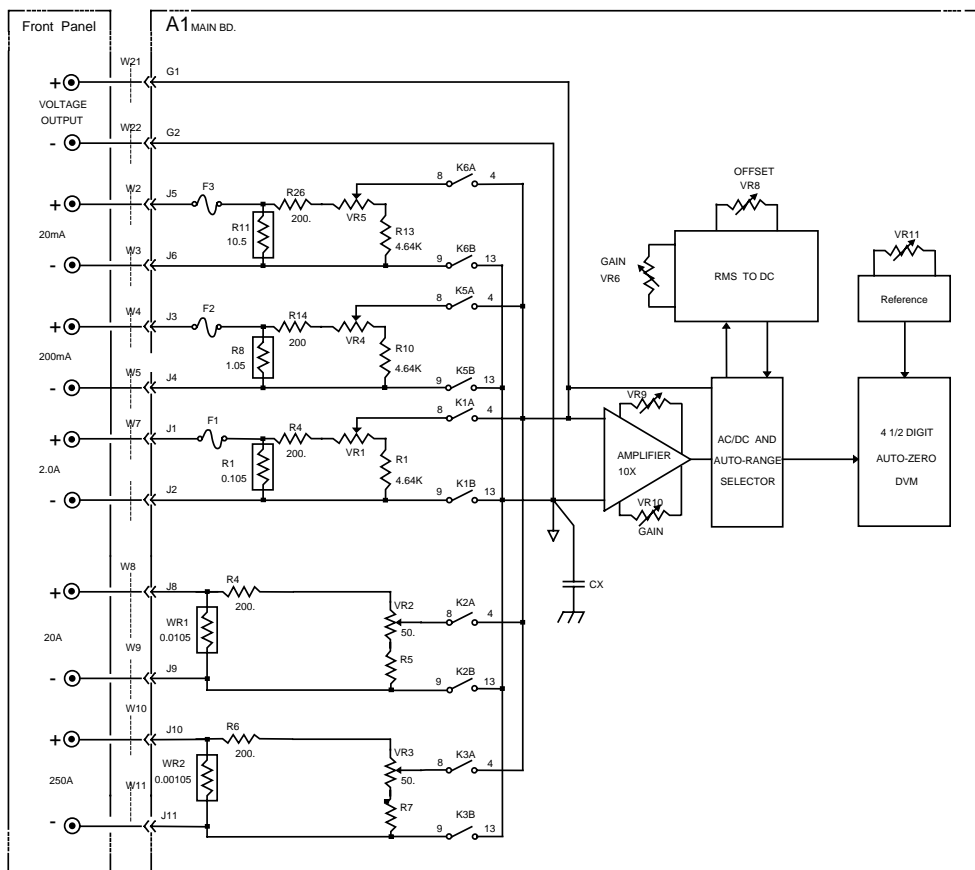 Front Panel
A1 MAIN BD.
W21
G1
+
VOLTAGE
OUTPUT
W22
G2
-
K6A
8 4
OFFSET
VR8
W2
J5
F3
R26
200.
VR5
+
20mA
R11
10.5
R13
4.64K
VR11
W3
J6
K6B
9 13
-
GAIN
VR6
RMS TO DC
K5A
8 4
Reference
W4
J3
F2
R14
200
VR4
+
200mA
R8
1.05
R10
4.64K
W5
J4
K5B
9 13
-
K1A
8 4
VR9
W7
J1
F1
R4
200.
VR1
+
2.0A
R1
0.105
R1
4.64K
AMPLIFIER
10X
AC/DC AND
AUTO-RANGE
SELECTOR
4 1/2 DIGIT
AUTO-ZERO
DVM
J2
K1B
9 13
-
VR10
GAIN
W8
J8
R4
200.
+
VR2
50.
K2A
8 4
CX
20A
WR1
0.0105
W9
J9
R5
K2B
9 13
-
W10
J10
R6
200.
+
VR3
50.
K3A
8 4
250A
WR2
0.00105
W11
J11
R7
K3B
9 13
-